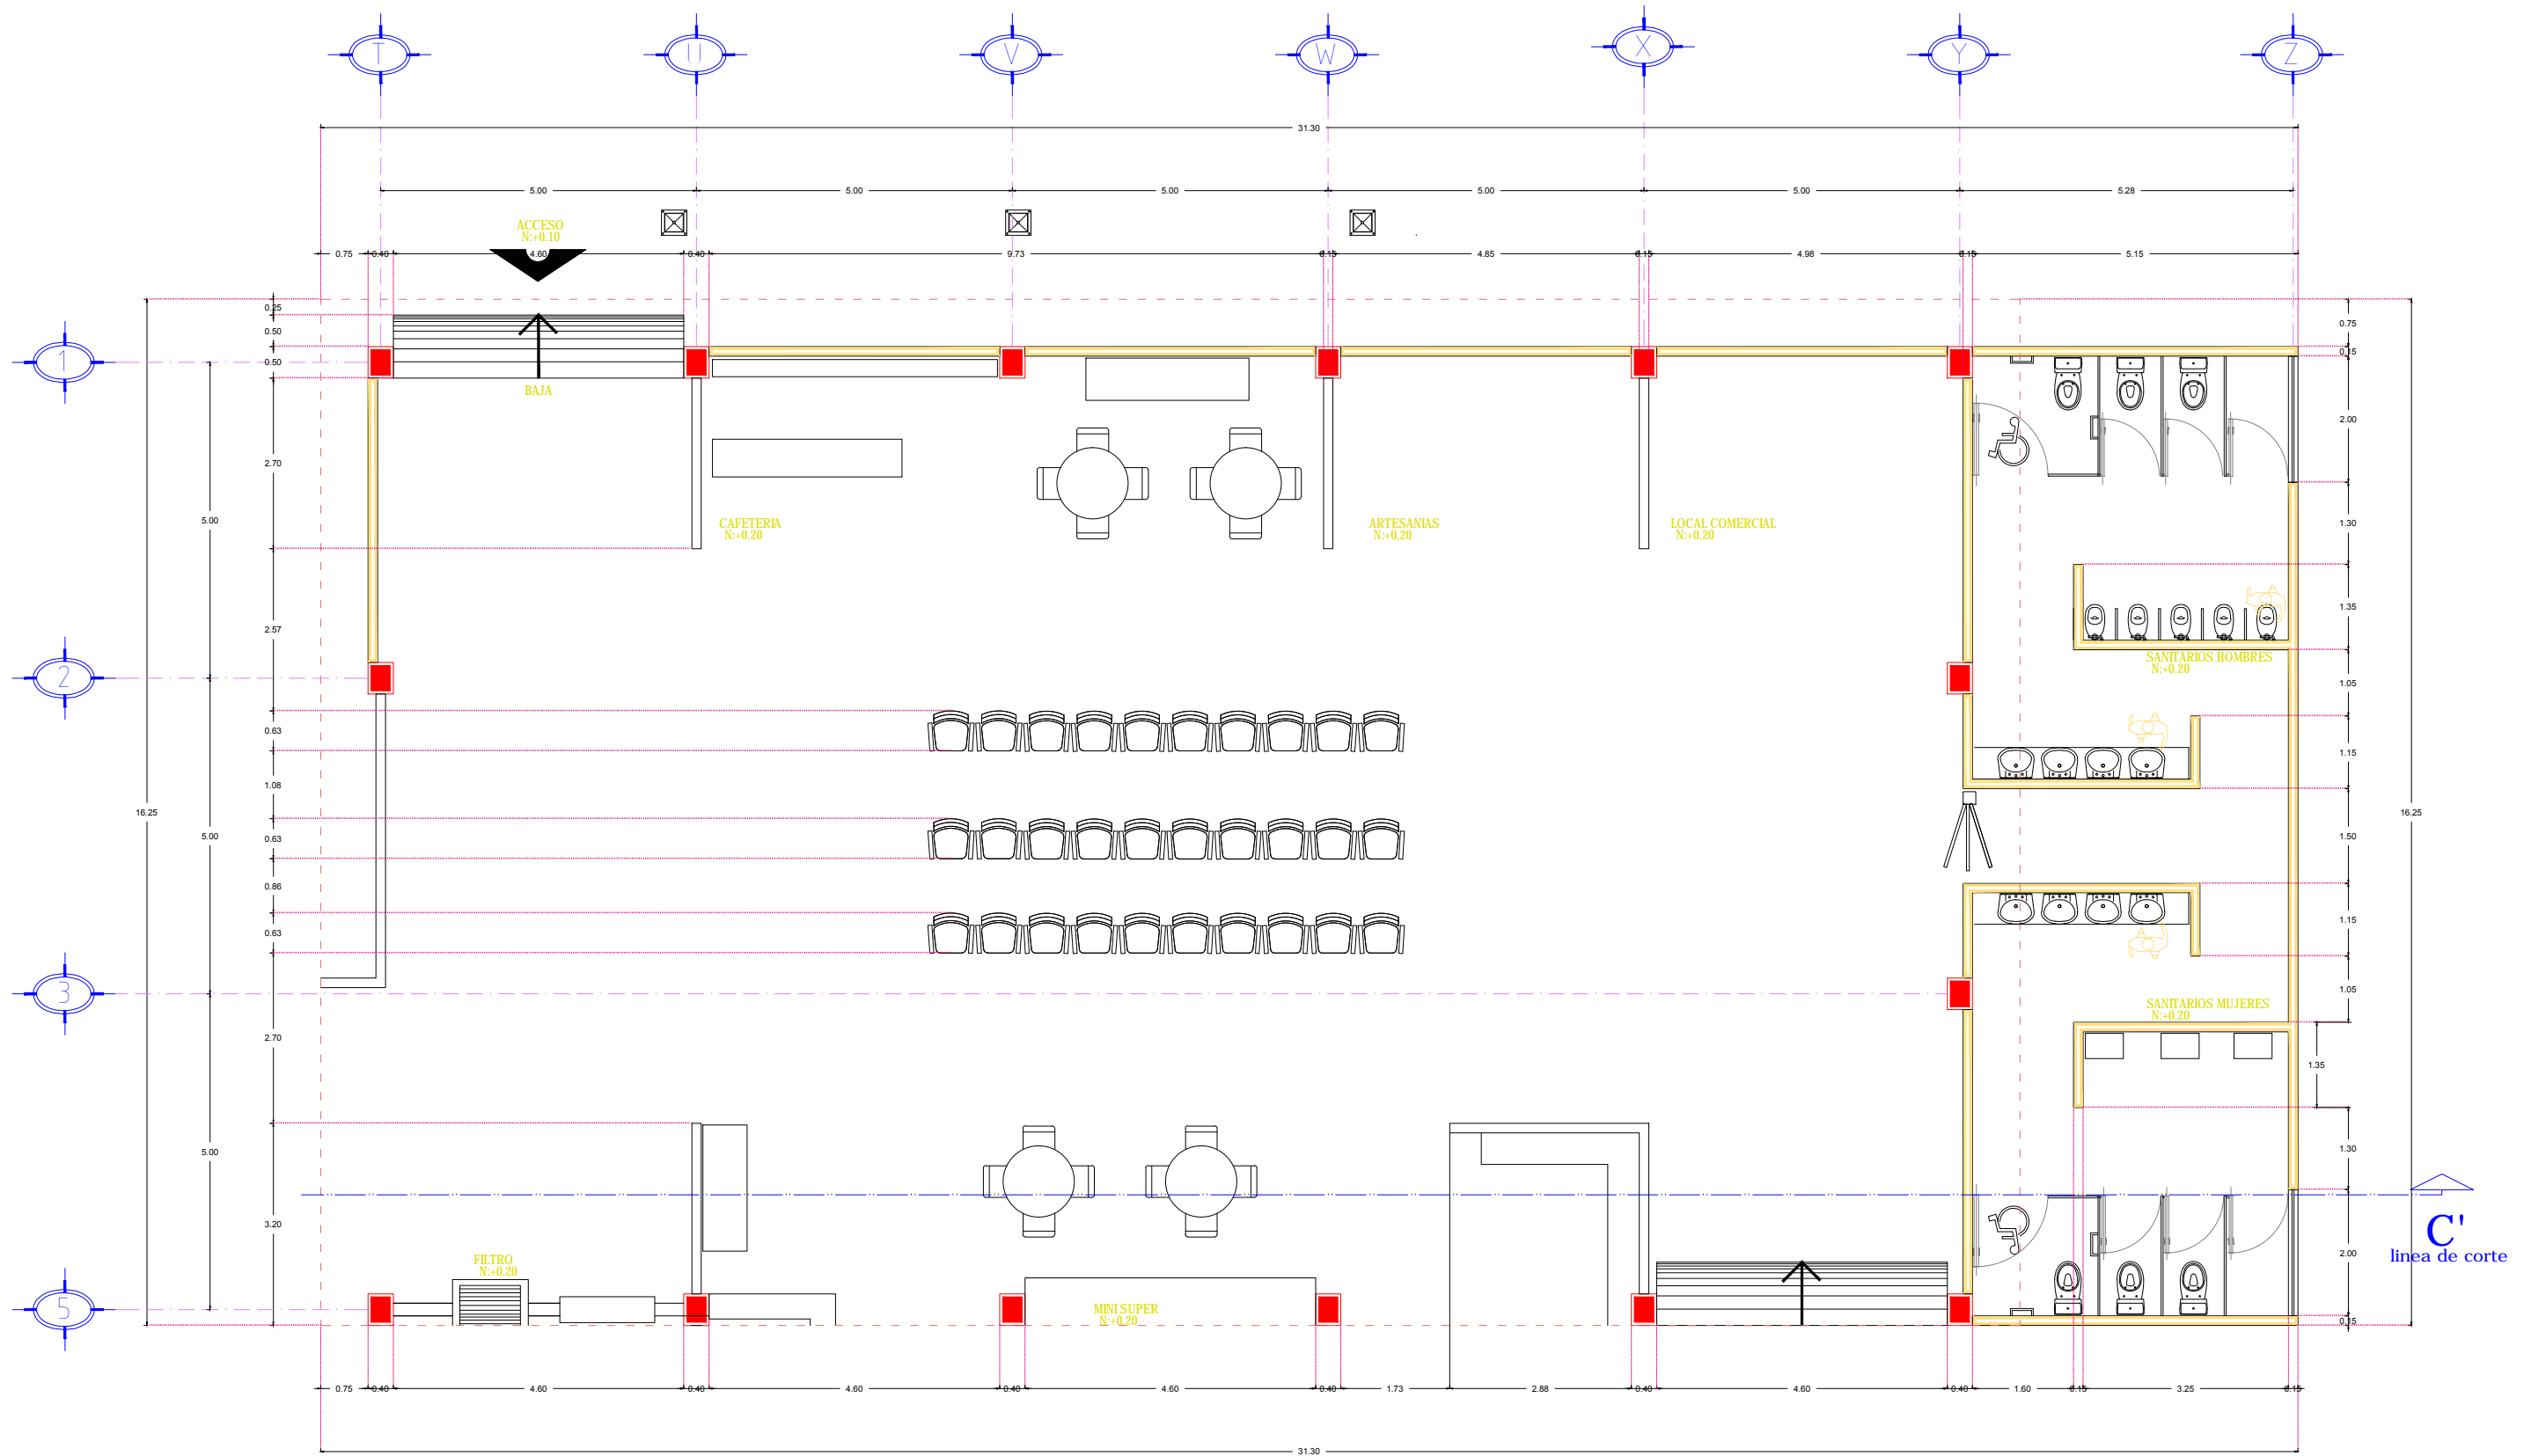 T U V W X Y Z
31.30
5.00 5.00 5.00 5.00 5.00 5.28
ACCESO
N:+0.10
0.75 0.40 4.60 0.40 9.73 0.15 4.85 0.15 4.98 0.15 5.15
0.25
0.50
0.50
2.70
2.57
0.63
1.08
0.63
0.86
0.63
2.70
3.20
1
2
3
5
5.00
5.00
5.00
16.25
BAJA
CAFETERIA
N:+0.20
ARTESANIAS
N:+0.20
LOCAL COMERCIAL
N:+0.20
SANITARIOS HOMBRES
N:+0.20
SANITARIOS MUJERES
N:+0.20
FILTRO
N:+0.20
MINI SUPER
N:+0.20
0.75
0.15
2.00
1.30
1.35
1.05
1.15
1.50
1.15
1.05
1.35
1.30
2.00
0.15
16.25
C'
linea de corte
0.75 0.40 4.60 0.40 4.60 0.40 4.60 0.40 1.73 2.88 0.40 4.60 0.40 1.60 0.15 3.25 0.15
31.30